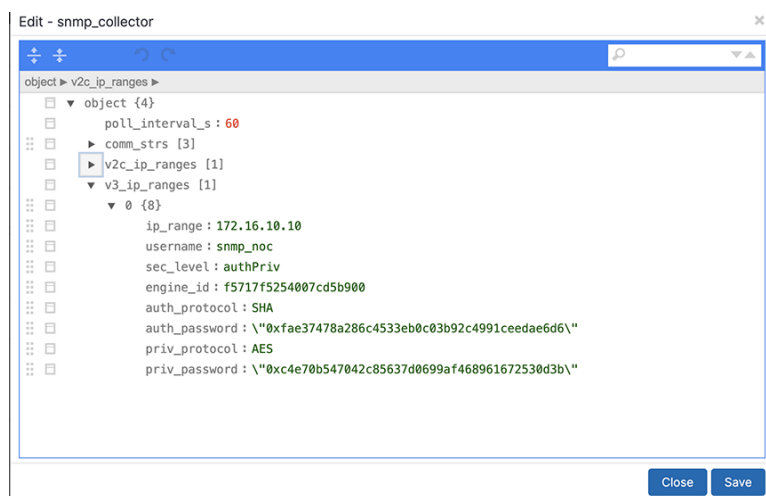 Edit - snmp_collector
object ▶ v2c_ip_ranges ▶
object {4}
poll_interval_s : 60
comm_strs [3]
v2c_ip_ranges [1]
v3_ip_ranges [1]
0 {8}
ip_range : 172.16.10.10
username : snmp_noc
sec_level : authPriv
engine_id : f5717f5254007cd5b900
auth_protocol : SHA
auth_password : \"0xfae37478a286c4533eb0c03b92c4991ceedae6d6\"
priv_protocol : AES
priv_password : \"0xc4e70b547042c85637d0699af468961672530d3b\"
Close Save